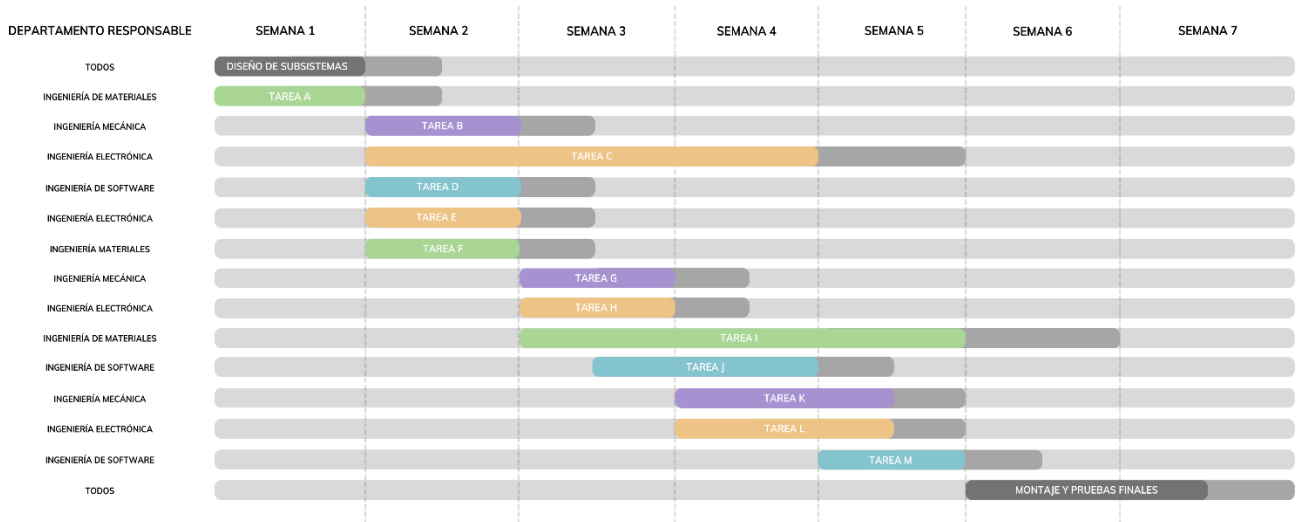 DEPARTAMENTO RESPONSABLE SEMANA 1 SEMANA 2 SEMANA 3 SEMANA 4 SEMANA 5 SEMANA 6 SEMANA 7
TODOS DISEÑO DE SUBSISTEMAS
INGENIERÍA DE MATERIALES TAREA A
INGENIERÍA MECÁNICA TAREA B
INGENIERÍA ELECTRÓNICA TAREA C
INGENIERÍA DE SOFTWARE TAREA D
INGENIERÍA ELECTRÓNICA TAREA E
INGENIERÍA MATERIALES TAREA F
INGENIERÍA MECÁNICA TAREA G
INGENIERÍA ELECTRÓNICA TAREA H
INGENIERÍA DE MATERIALES TAREA I
INGENIERÍA DE SOFTWARE TAREA J
INGENIERÍA MECÁNICA TAREA K
INGENIERÍA ELECTRÓNICA TAREA L
INGENIERÍA DE SOFTWARE TAREA M
TODOS MONTAJE Y PRUEBAS FINALES